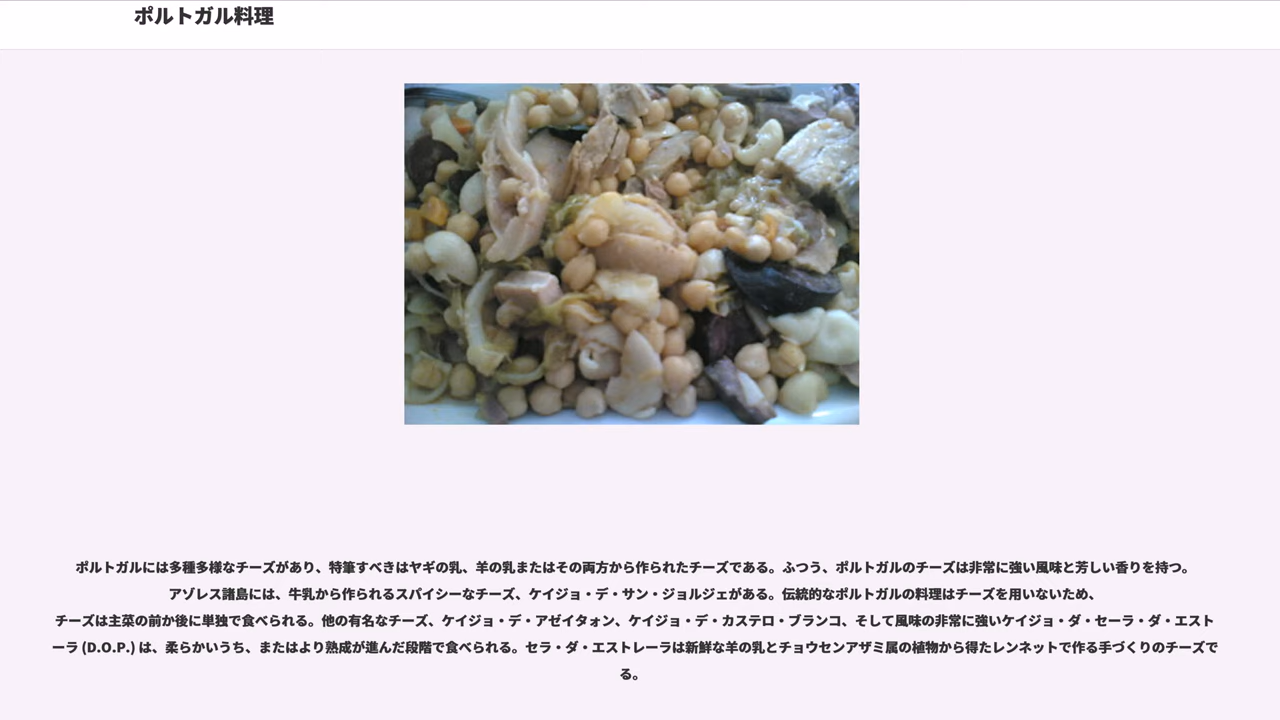 ポルトガル料理
ポルトガルには多種多様なチーズがあり、特筆すべきはヤギの乳、羊の乳またはその両方から作られたチーズである。ふつう、ポルトガルのチーズは非常に強い風味と芳しい香りを持つ。
アゾレス諸島には、牛乳から作られるスパイシーなチーズ、ケイジョ・デ・サン・ジョルジェがある。伝統的なポルトガルの料理はチーズを用いないため、
チーズは主菜の前か後に単独で食べられる。他の有名なチーズ、ケイジョ・デ・アゼイタォン、ケイジョ・デ・カステロ・ブランコ、そして風味の非常に強いケイジョ・ダ・セーラ・ダ・エスト
ーラ (D.O.P.) は、柔らかいうち、またはより熟成が進んだ段階で食べられる。セラ・ダ・エストレーラは新鮮な羊の乳とチョウセンアザミ属の植物から得たレンネットで作る手づくりのチーズで
る。